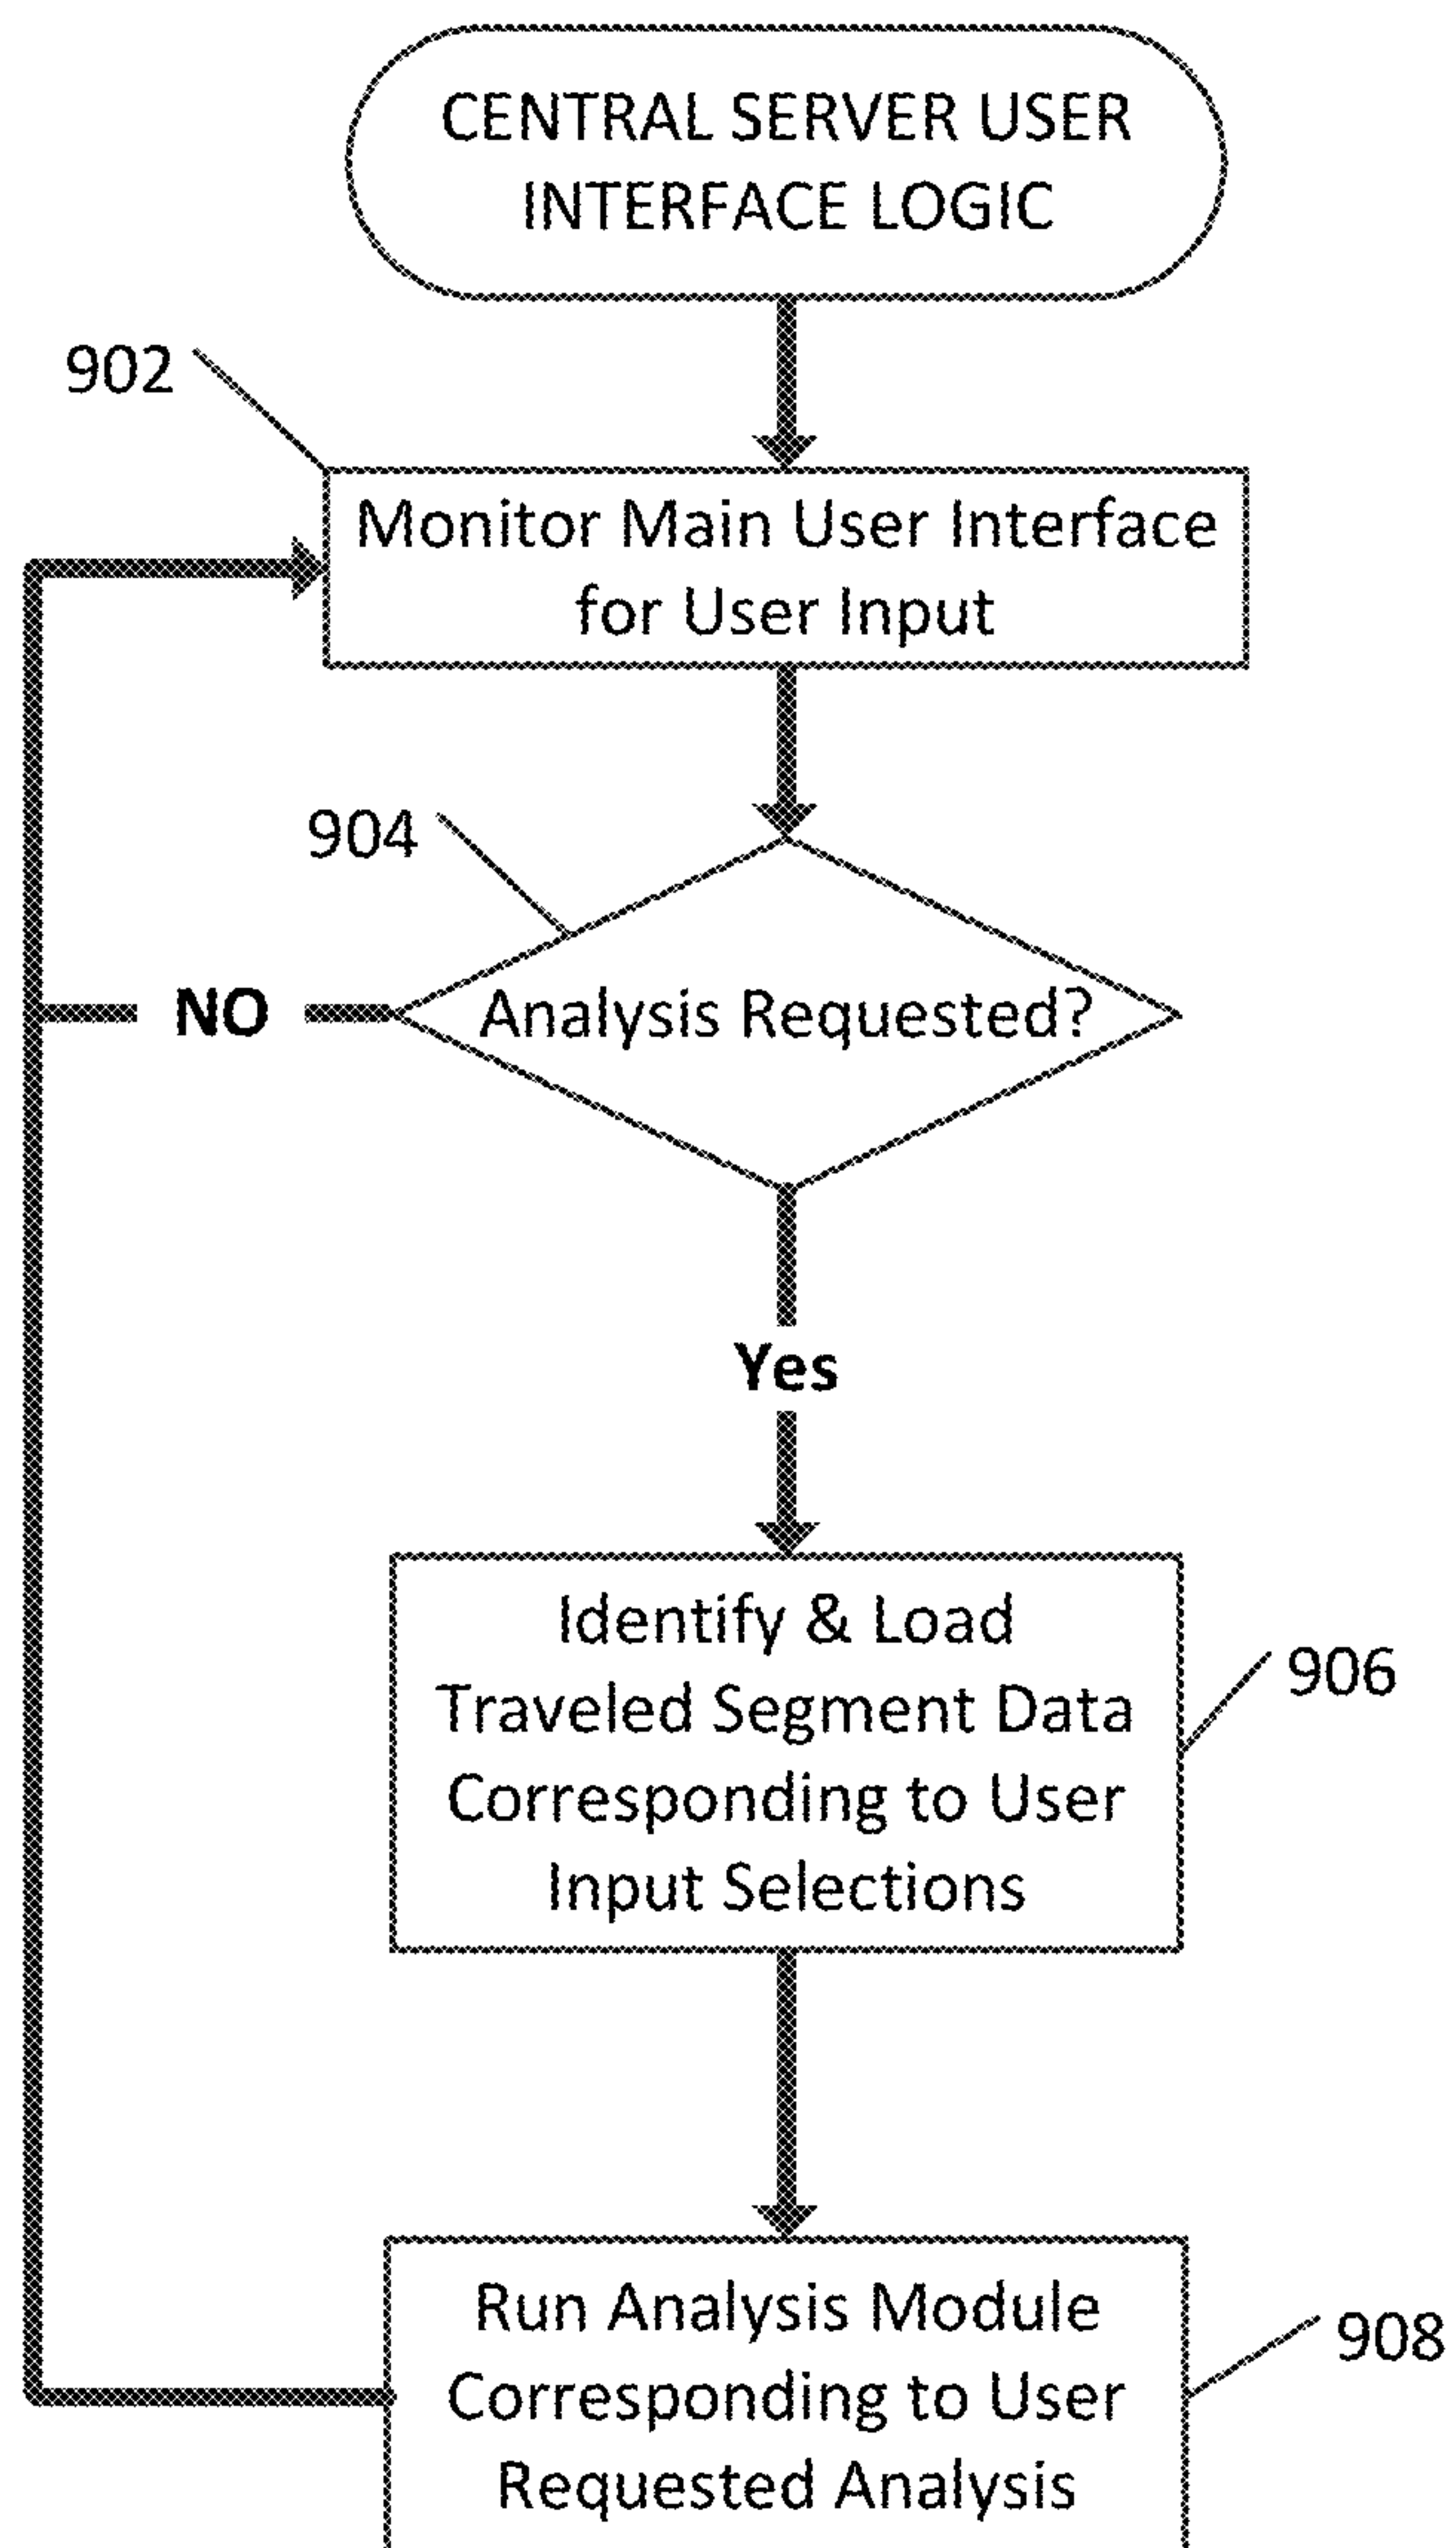 CENTRAL SERVER USER
INTERFACE LOGIC
902
Monitor Main User Interface
for User Input
904
NO
Analysis Requested?
Yes
Identify & Load
Traveled Segment Data
Corresponding to User
Input Selections
906
Run Analysis Module
Corresponding to User
Requested Analysis
908